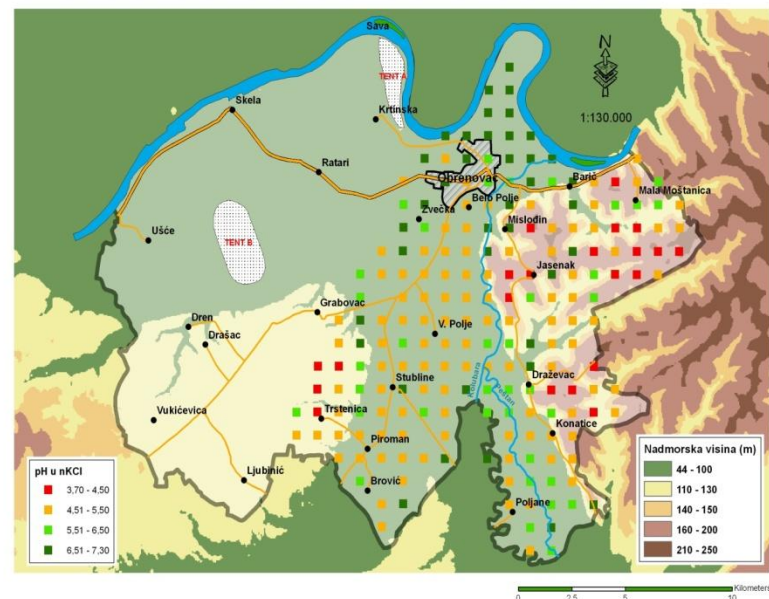 Sava
N
TENT A
1:130.000
Skela
Krtinska
Ratari
Obrenovac
Barič
Mala Moštanica
Belo Polje
Zvečka
Mislođin
Ušće
TENT B
Jasenak
Grabovac
Dren
Drašac
V. Polje
Kolubara
Peštan
Stubline
Draževac
Vukićevica
Trstenica
Konatice
Piroman
Ljubinić
Brović
Poljane
pH u nKCl
3,70 - 4,50
4,51 - 5,50
5,51 - 6,50
6,51 - 7,30
Nadmorska visina (m)
44 - 100
110 - 130
140 - 150
160 - 200
210 - 250
Kilometers
0 2,5 5 10